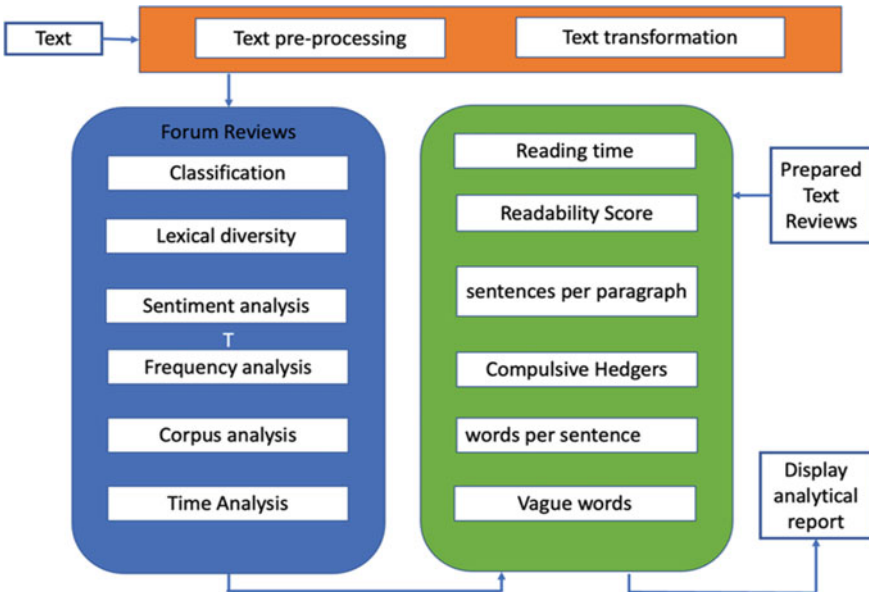 Text
Text pre-processing
Text transformation
Forum Reviews
Classification
Lexical diversity
Sentiment analysis
T
Frequency analysis
Corpus analysis
Time Analysis
Reading time
Readability Score
sentences per paragraph
Compulsive Hedgers
words per sentence
Vague words
Prepared
Text
Reviews
Display
analytical
report